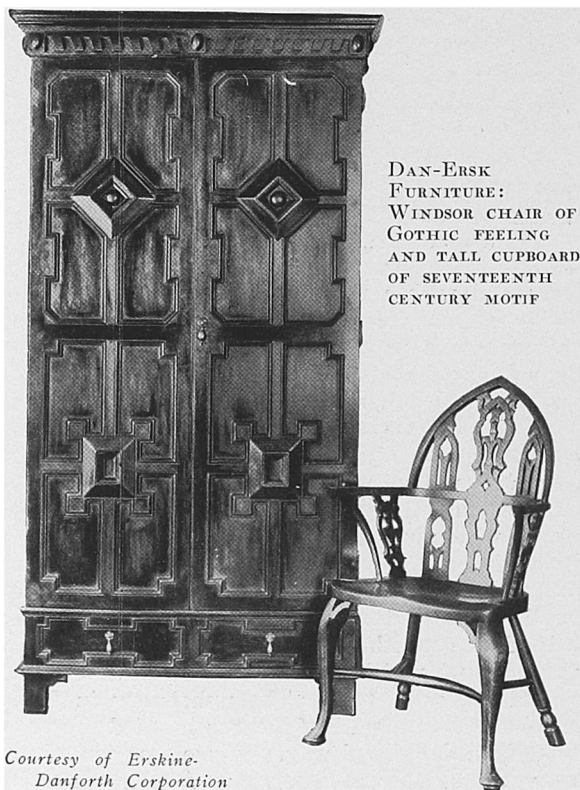 Dan-Ersk
Furniture:
Windsor chair of
Gothic feeling
and tall cupboard
of seventeenth
century motif
Courtesy of Erskine-
Danforth Corporation